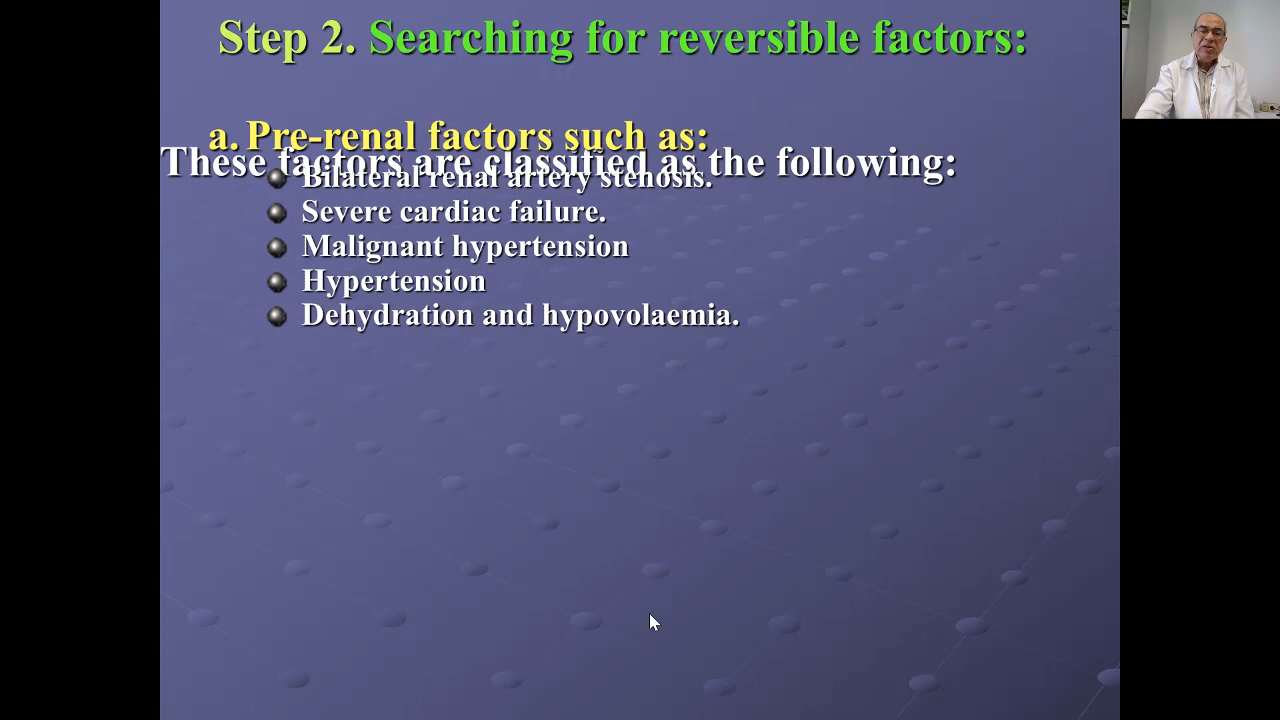 Step 2. Searching for reversible factors:
a. Pre-renal factors such as:
These factors are classified as the following:
Bilateral renal artery stenosis.
Severe cardiac failure.
Malignant hypertension
Hypertension
Dehydration and hypovolaemia.